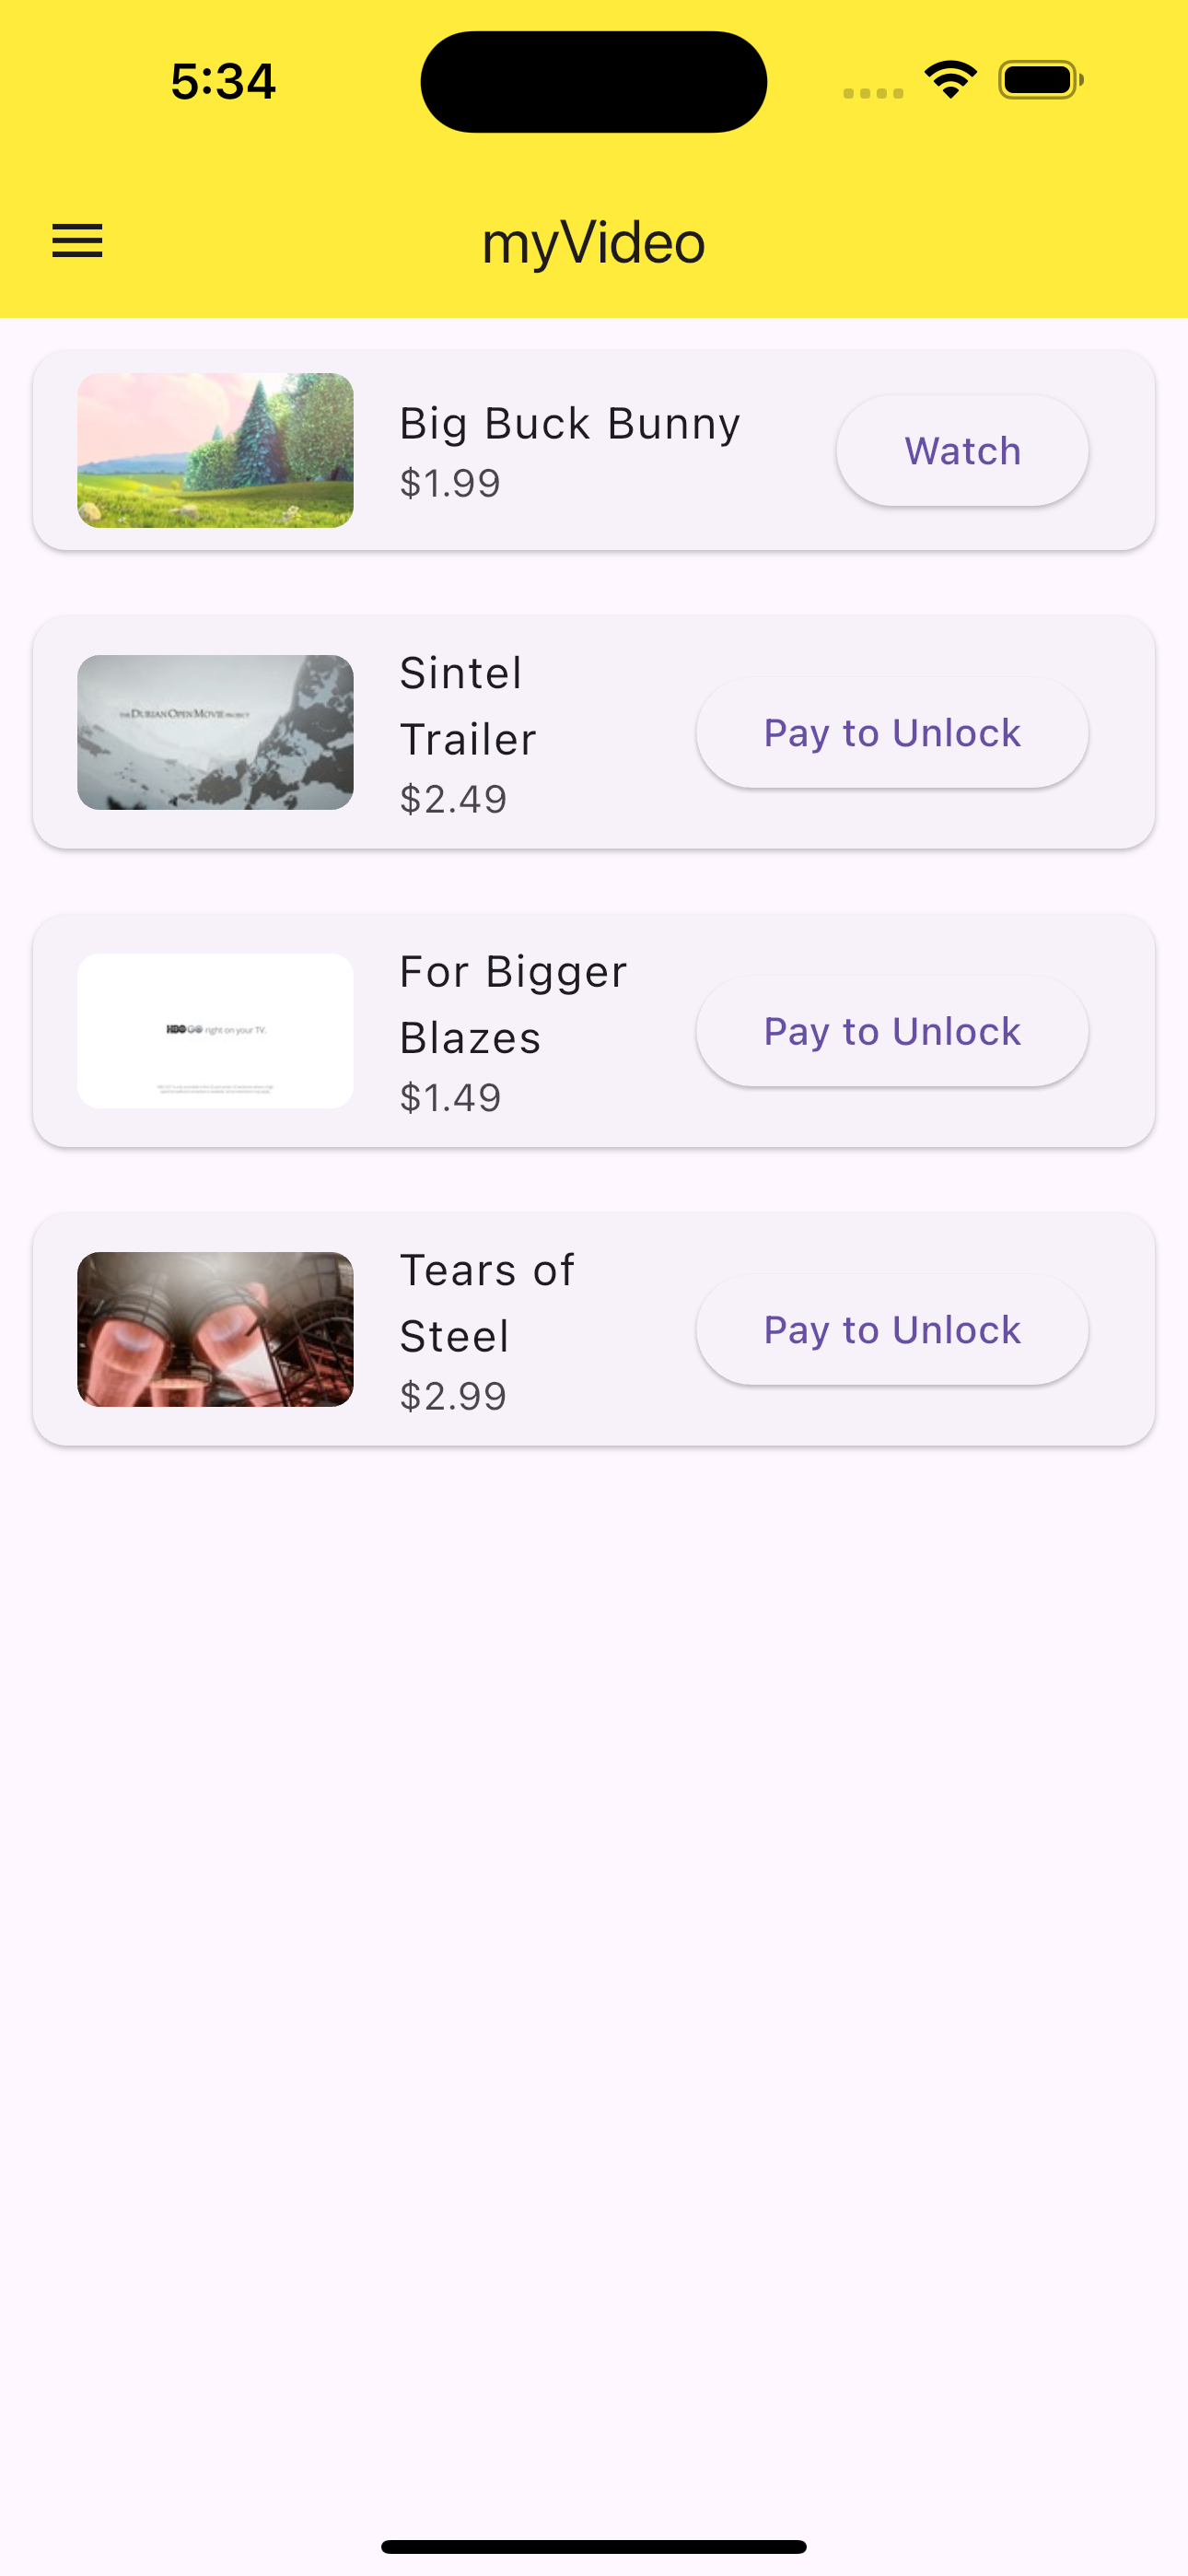 5:34
myVideo
Big Buck Bunny
$1.99
Watch
Sintel
Trailer
$2.49
Pay to Unlock
THE DURIAN OPEN MOVIE PROJECT
For Bigger
Blazes
$1.49
Pay to Unlock
HBO GO right on your TV.
Tears of
Steel
$2.99
Pay to Unlock